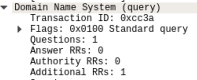 Domain Name System (query)
Transaction ID: 0xcc3a
Flags: 0x0100 Standard query
Questions: 1
Answer RRs: 0
Authority RRs: 0
Additional RRs: 1